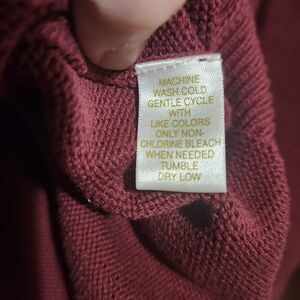 MACHINE
WASH COLD
GENTLE CYCLE
WITH
LIKE COLORS
ONLY NON-
CHLORINE BLEACH
WHEN NEEDED
TUMBLE
DRY LOW